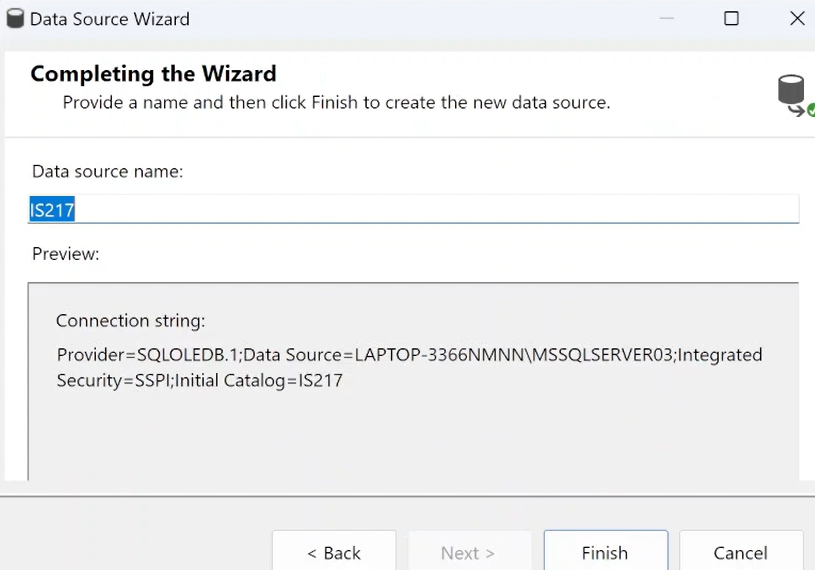 Data Source Wizard
Completing the Wizard
Provide a name and then click Finish to create the new data source.
Data source name:
IS217
Preview:
Connection string:
Provider=SQLOLEDB.1;Data Source=LAPTOP-3366NMNN\MSSQLSERVER03;Integrated
Security=SSPI;Initial Catalog=IS217
< Back
Next >
Finish
Cancel